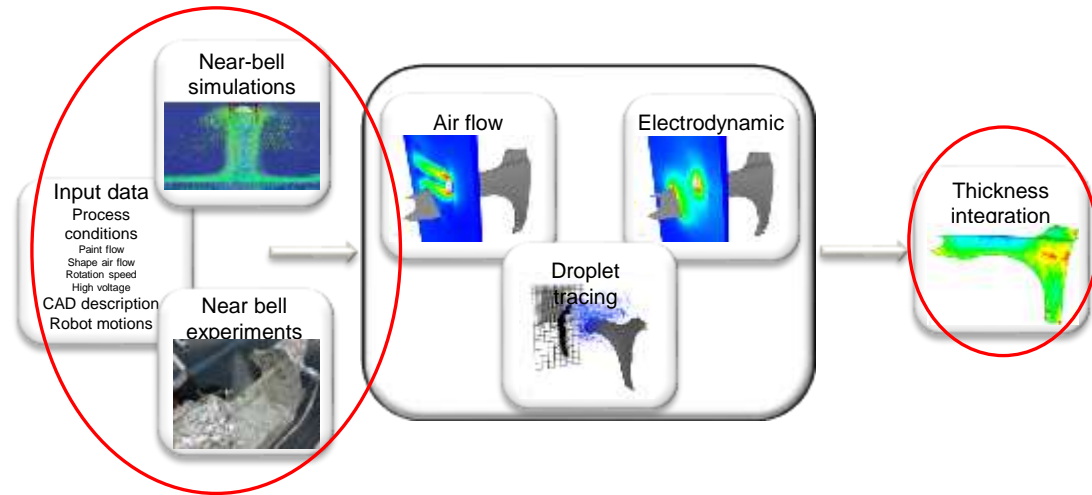 Near-bell
simulations
Input data
Process
conditions
Paint flow
Shape air flow
Rotation speed
High voltage
CAD description
Robot motions
Near bell
experiments
Air flow
Electrodynamic
Droplet
tracing
Thickness
integration